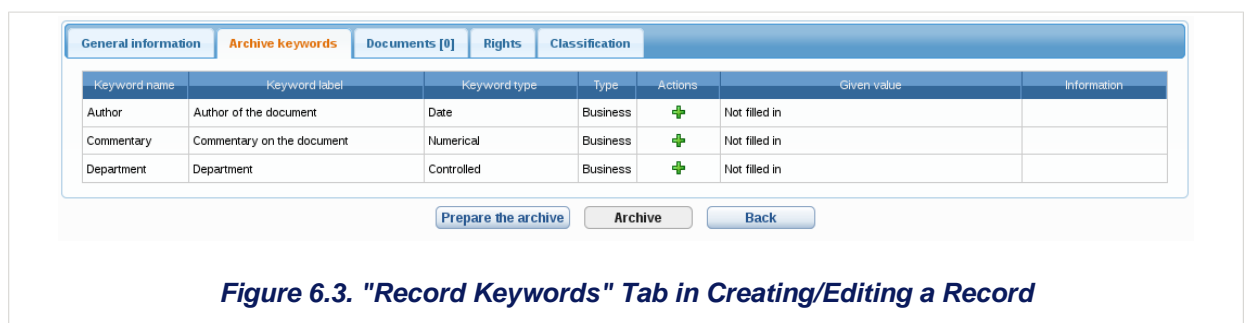 General information Archive keywords Documents [0] Rights Classification
Keyword name Keyword label Keyword type Type Actions Given value Information
Author Author of the document Date Business Not filled in
Commentary Commentary on the document Numerical Business Not filled in
Department Department Controlled Business Not filled in
Prepare the archive Archive Back
Figure 6.3. "Record Keywords" Tab in Creating/Editing a Record